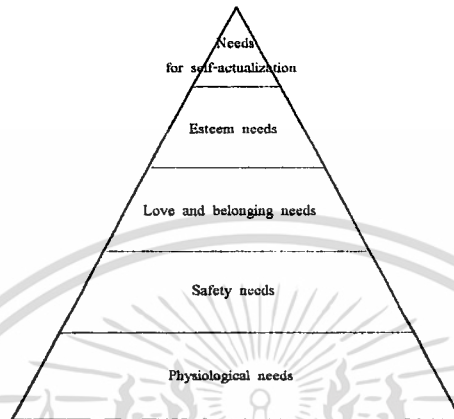 Needs
for self-actualization
Esteem needs
Love and belonging needs
Safety needs
Physiological needs